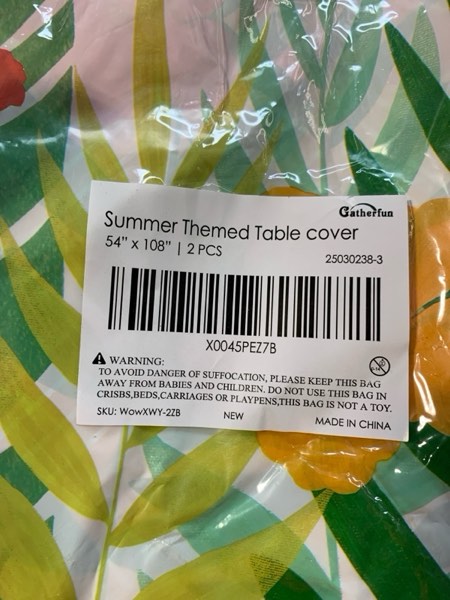 Gatherfun
Summer Themed Table cover
54" x 108" | 2 PCS
25030238-3
X0045PEZ7B
WARNING:
TO AVOID DANGER OF SUFFOCATION, PLEASE KEEP THIS BAG
AWAY FROM BABIES AND CHILDREN. DO NOT USE THIS BAG IN
CRISBS,BEDS,CARRIAGES OR PLAYPENS,THIS BAG IS NOT A TOY.
SKU: WowXWY-2ZB NEW MADE IN CHINA